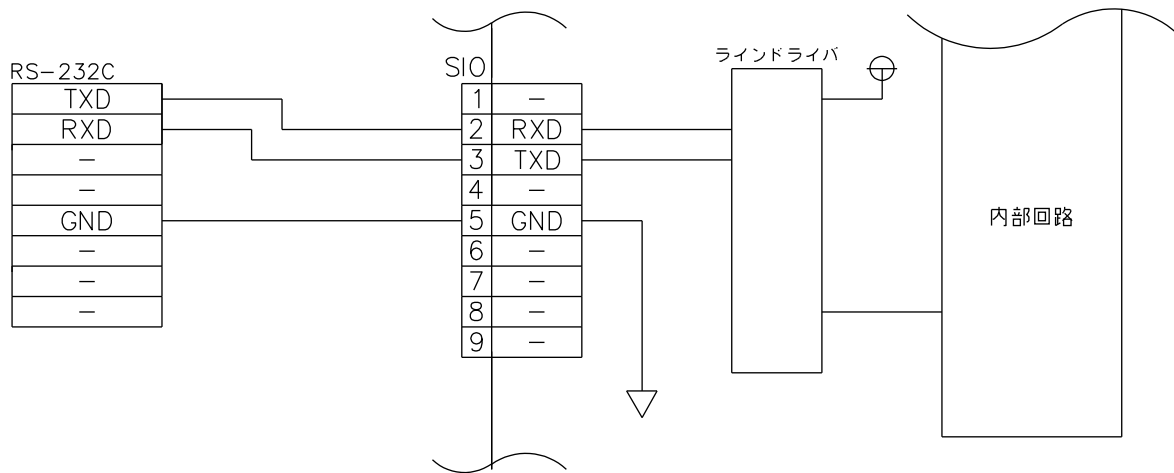 RS-232C
TXD
RXD
-
-
GND
-
-
-
SIO
1 -
2 RXD
3 TXD
4 -
5 GND
6 -
7 -
8 -
9 -
ラインドライバ
内部回路